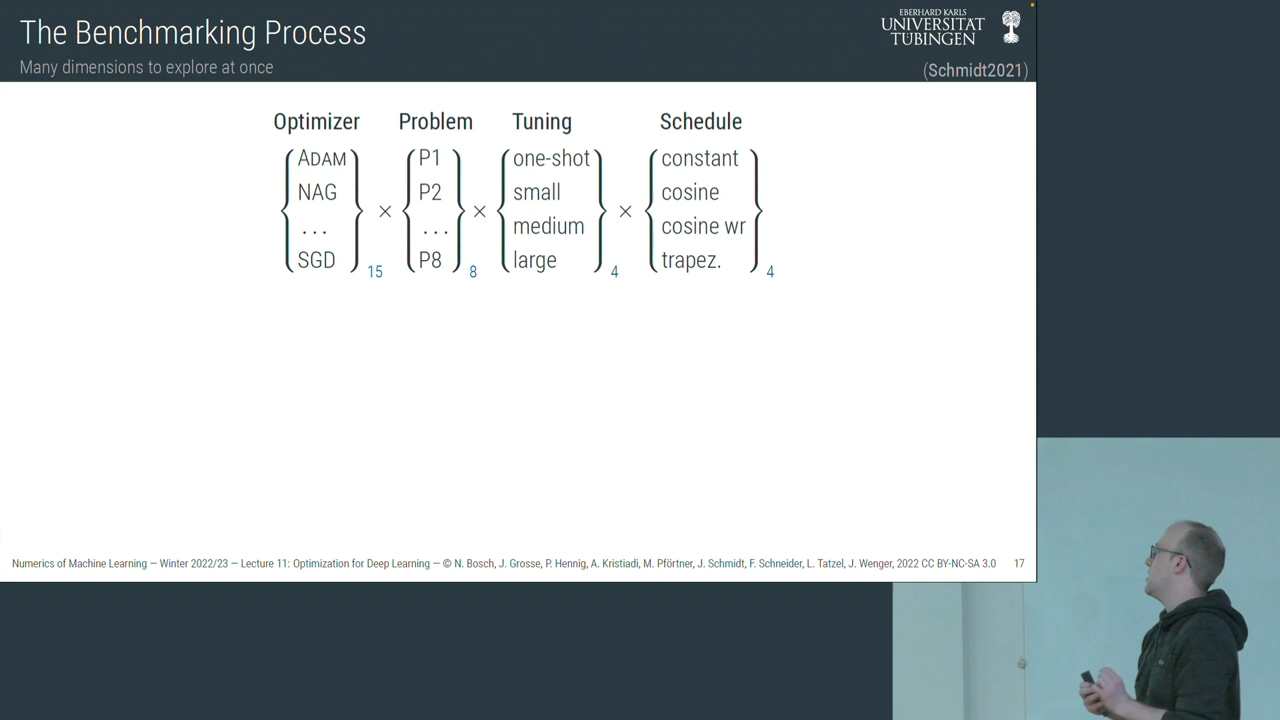 The Benchmarking Process
Many dimensions to explore at once
EBERHARD KARLS
UNIVERSITÄT
TÜBINGEN
(Schmidt2021)
Optimizer Problem Tuning Schedule
ADAM P1 one-shot constant
NAG × P2 × small × cosine
... ... medium cosine wr
SGD 15 P8 8 large 4 trapez. 4
Numerics of Machine Learning — Winter 2022/23 — Lecture 11: Optimization for Deep Learning — © N. Bosch, J. Grosse, P. Hennig, A. Kristiadi, M. Pförtner, J. Schmidt, F. Schneider, L. Tatzel, J. Wenger, 2022 CC BY-NC-SA 3.0 17